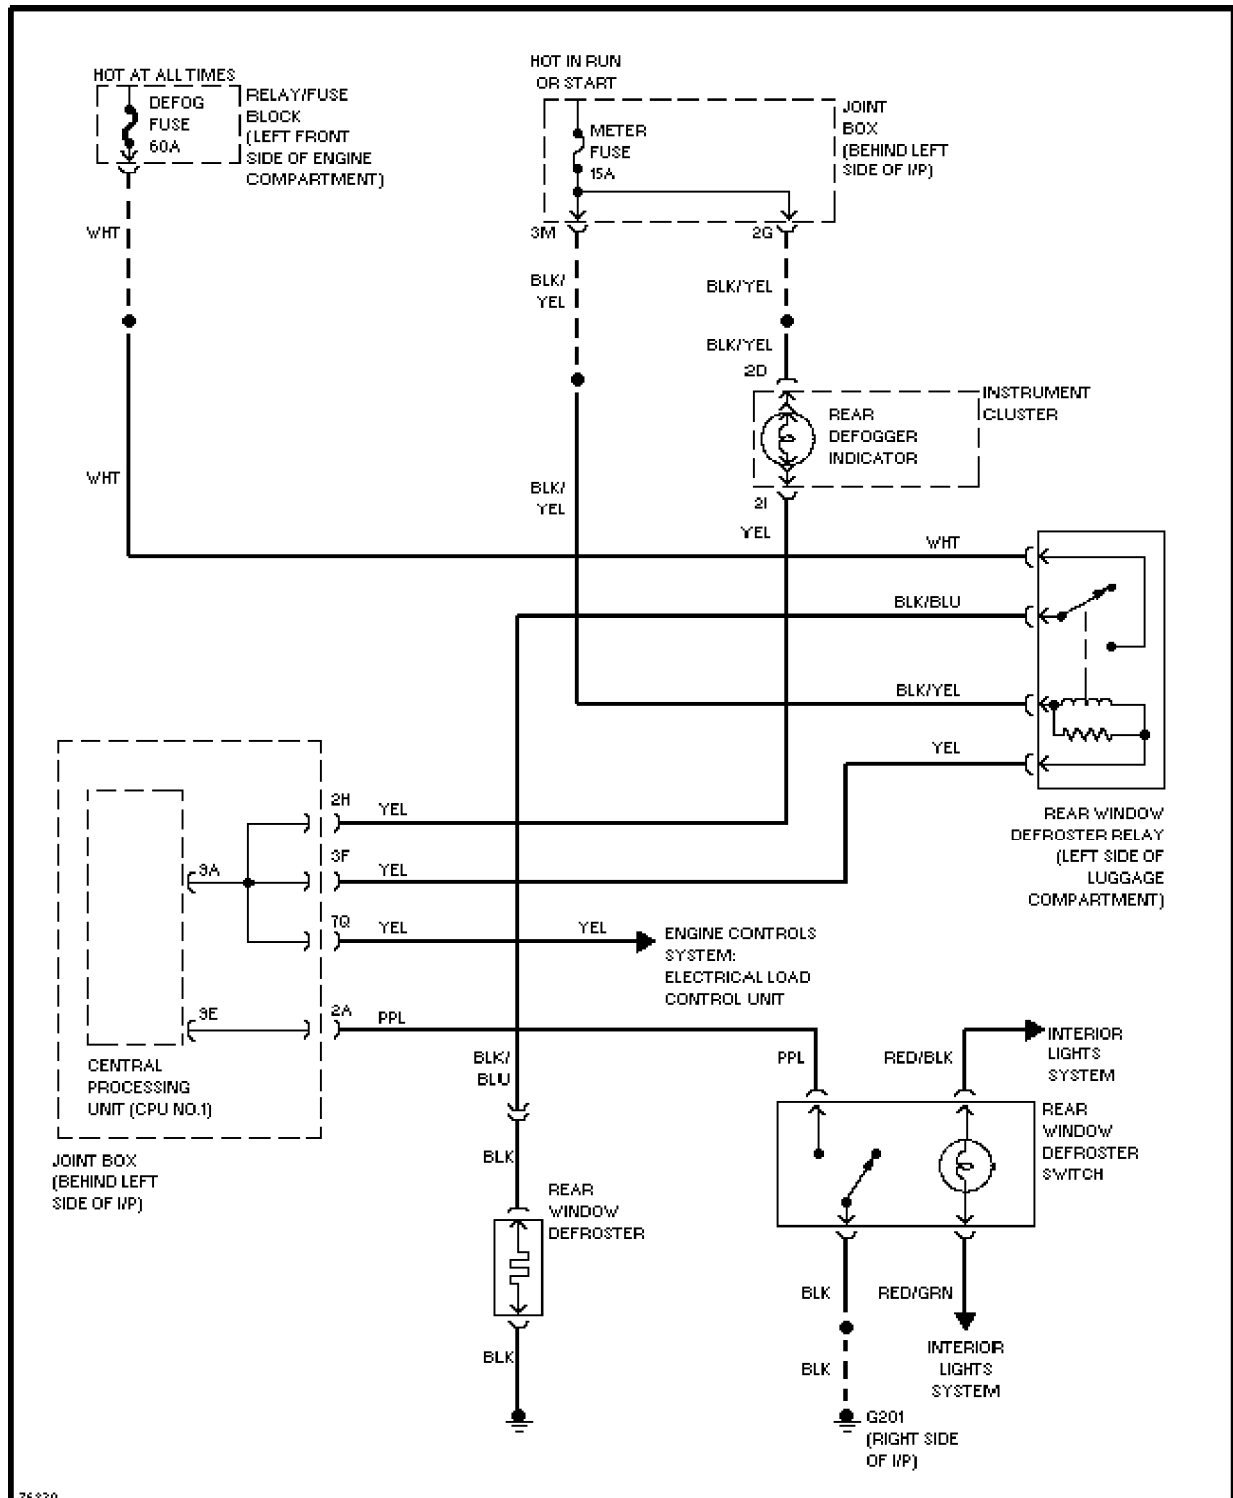 HOT AT ALL TIMES
DEFOG
FUSE
60A
RELAY/FUSE
BLOCK
(LEFT FRONT
SIDE OF ENGINE
COMPARTMENT)
HOT IN RUN
OR START
METER
FUSE
15A
JOINT
BOX
(BEHIND LEFT
SIDE OF I/P)
WHT
3M
2G
BLK/
YEL
BLK/YEL
BLK/YEL
2D
INSTRUMENT
CLUSTER
REAR
DEFOGGER
INDICATOR
WHT
BLK/
YEL
2I
YEL
WHT
BLK/BLU
BLK/YEL
YEL
REAR WINDOW
DEFROSTER RELAY
(LEFT SIDE OF
LUGGAGE
COMPARTMENT)
2H
YEL
3F
YEL
3A
7Q
YEL
YEL
ENGINE CONTROLS
SYSTEM:
ELECTRICAL LOAD
CONTROL UNIT
3E
2A
PPL
CENTRAL
PROCESSING
UNIT (CPU NO.1)
JOINT BOX
(BEHIND LEFT
SIDE OF I/P)
BLK/
BLU
PPL
RED/BLK
INTERIOR
LIGHTS
SYSTEM
REAR
WINDOW
DEFROSTER
SWITCH
BLK
REAR
WINDOW
DEFROSTER
BLK
RED/GRN
BLK
BLK
INTERIOR
LIGHTS
SYSTEM
G201
(RIGHT SIDE
OF I/P)